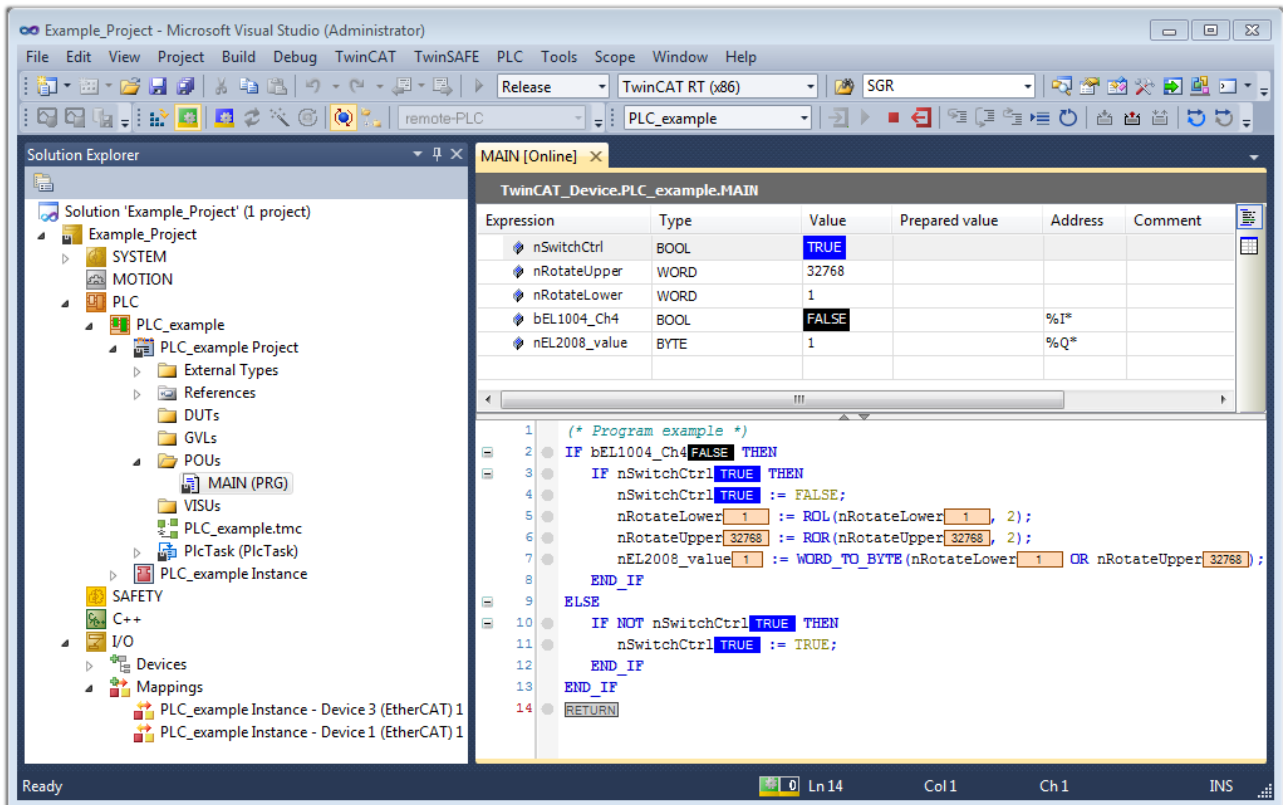 Example_Project - Microsoft Visual Studio (Administrator)
File Edit View Project Build Debug TwinCAT TwinSAFE PLC Tools Scope Window Help
Release TwinCAT RT (x86) SGR
remote-PLC PLC_example
Solution Explorer
Solution 'Example_Project' (1 project)
Example_Project
SYSTEM
MOTION
PLC
PLC_example
PLC_example Project
External Types
References
DUTs
GVLs
POUs
MAIN (PRG)
VISUs
PLC_example.tmc
PlcTask (PlcTask)
PLC_example Instance
SAFETY
C++
I/O
Devices
Mappings
PLC_example Instance - Device 3 (EtherCAT) 1
PLC_example Instance - Device 1 (EtherCAT) 1
MAIN [Online]
TwinCAT_Device.PLC_example.MAIN
Expression Type Value Prepared value Address Comment
nSwitchCtrl BOOL TRUE
nRotateUpper WORD 32768
nRotateLower WORD 1
bEL1004_Ch4 BOOL FALSE %I*
nEL2008_value BYTE 1 %Q*
1 (* Program example *)
2 IF bEL1004_Ch4 FALSE THEN
3 IF nSwitchCtrl TRUE THEN
4 nSwitchCtrl TRUE := FALSE;
5 nRotateLower 1 := ROL(nRotateLower 1 , 2);
6 nRotateUpper 32768 := ROR(nRotateUpper 32768 , 2);
7 nEL2008_value 1 := WORD_TO_BYTE(nRotateLower 1 OR nRotateUpper 32768 );
8 END_IF
9 ELSE
10 IF NOT nSwitchCtrl TRUE THEN
11 nSwitchCtrl TRUE := TRUE;
12 END_IF
13 END_IF
14 RETURN
Ready 0 Ln 14 Col 1 Ch 1 INS